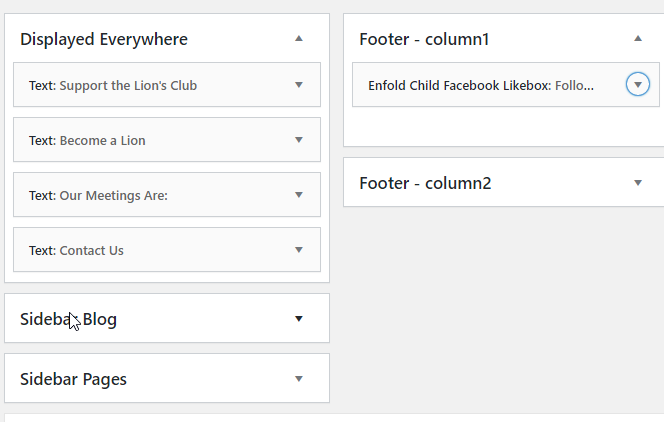 Displayed Everywhere
Text: Support the Lion's Club
Text: Become a Lion
Text: Our Meetings Are:
Text: Contact Us
Sidebar Blog
Sidebar Pages
Footer - column1
Enfold Child Facebook Likebox: Follo...
Footer - column2